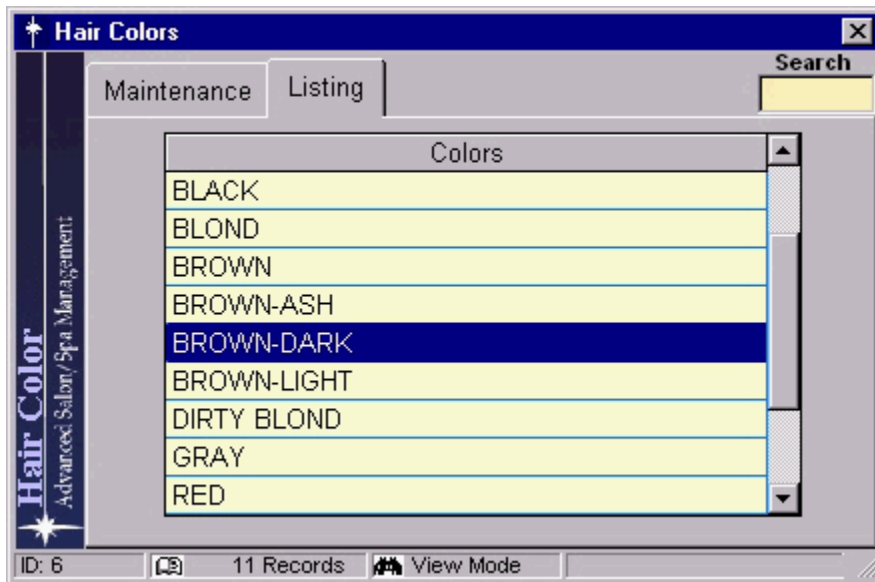 Hair Colors
Search
Maintenance
Listing
Colors
BLACK
BLOND
BROWN
BROWN-ASH
BROWN-DARK
BROWN-LIGHT
DIRTY BLOND
GRAY
RED
Hair Color
Advanced Salon/Spa Management
ID: 6
11 Records
View Mode